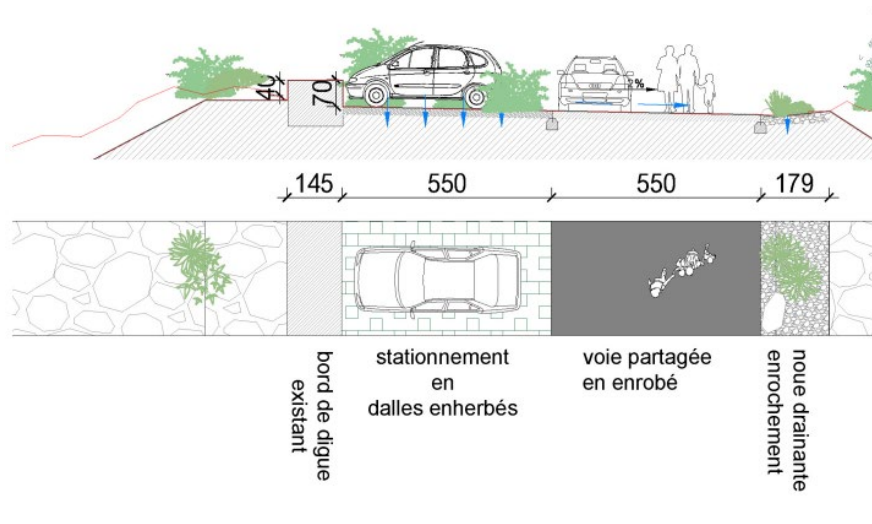 40
70
2%
145
550
550
179
stationnement
en
dalles enherbés
voie partagée
en enrobé
bord de digue
existant
noue drainante
enrochement